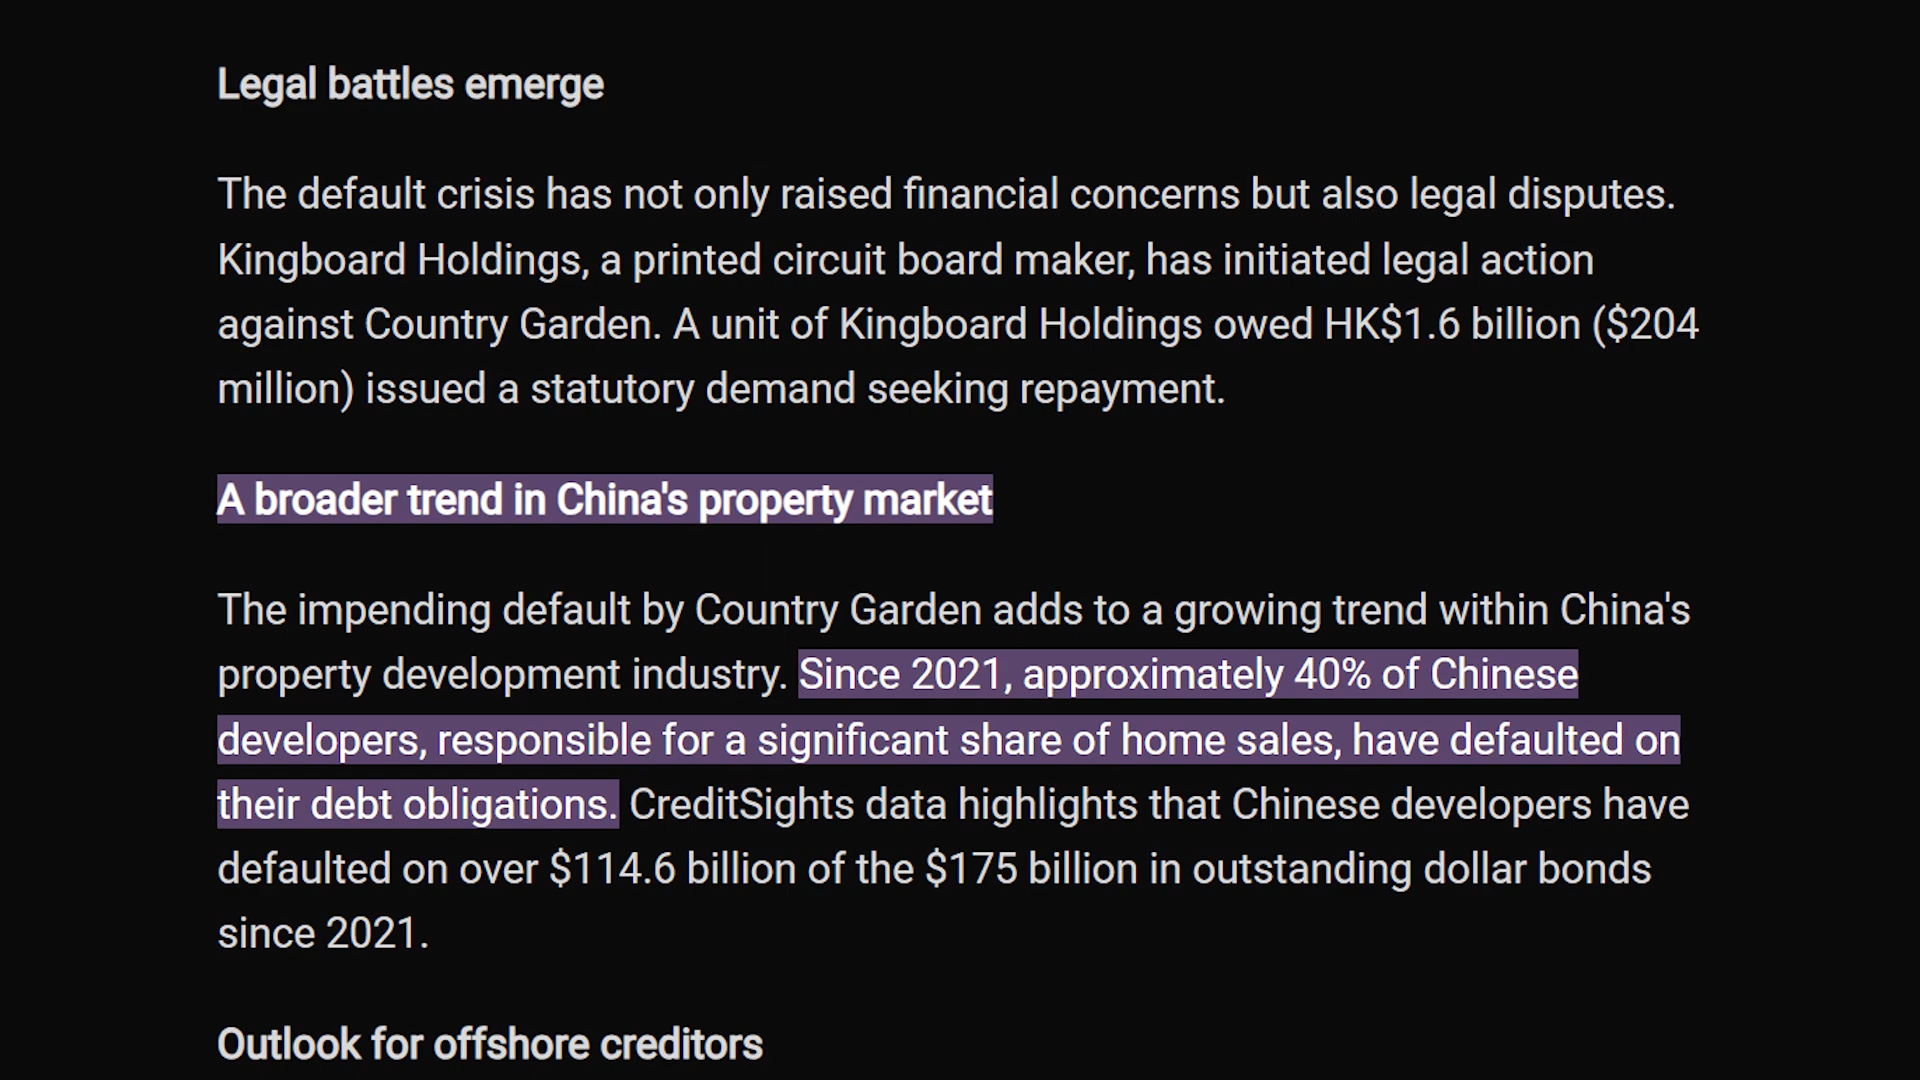 Legal battles emerge
The default crisis has not only raised financial concerns but also legal disputes.
Kingboard Holdings, a printed circuit board maker, has initiated legal action
against Country Garden. A unit of Kingboard Holdings owed HK$1.6 billion ($204
million) issued a statutory demand seeking repayment.
A broader trend in China's property market
The impending default by Country Garden adds to a growing trend within China's
property development industry. Since 2021, approximately 40% of Chinese
developers, responsible for a significant share of home sales, have defaulted on
their debt obligations. CreditSights data highlights that Chinese developers have
defaulted on over $114.6 billion of the $175 billion in outstanding dollar bonds
since 2021.
Outlook for offshore creditors